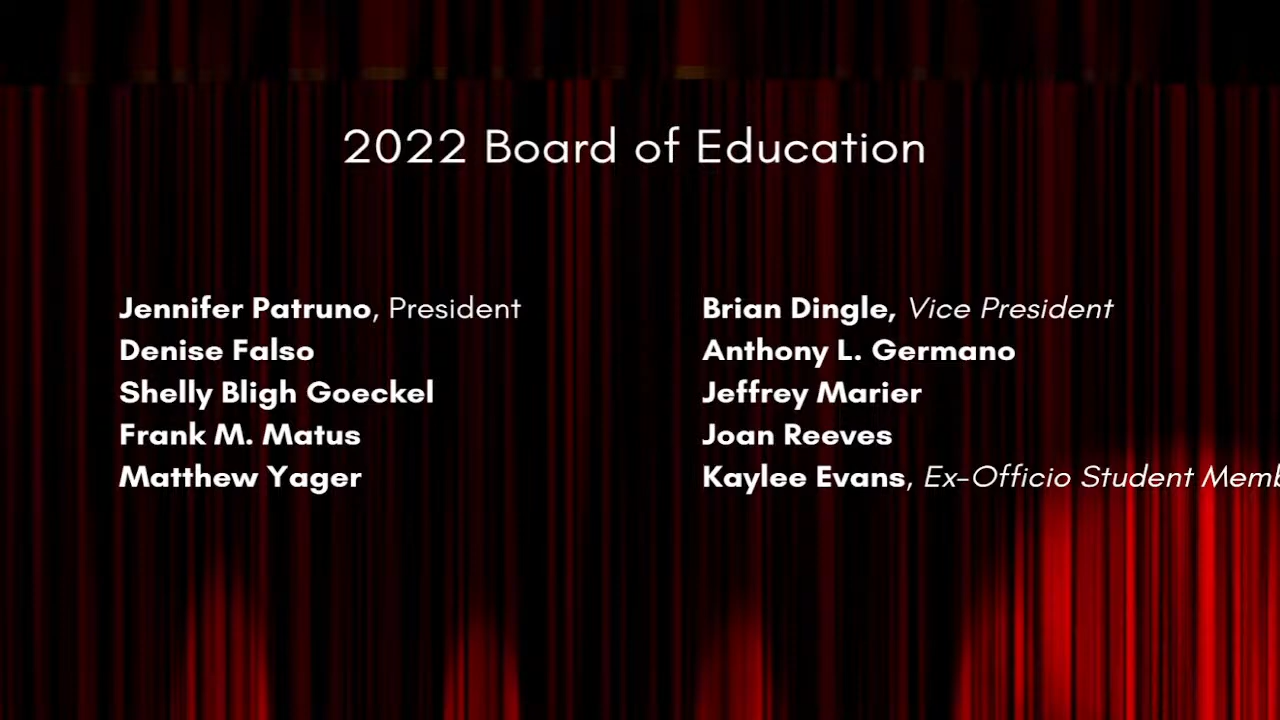 2022 Board of Education
Jennifer Patruno, President
Denise Falso
Shelly Bligh Goeckel
Frank M. Matus
Matthew Yager
Brian Dingle, Vice President
Anthony L. Germano
Jeffrey Marier
Joan Reeves
Kaylee Evans, Ex-Officio Student